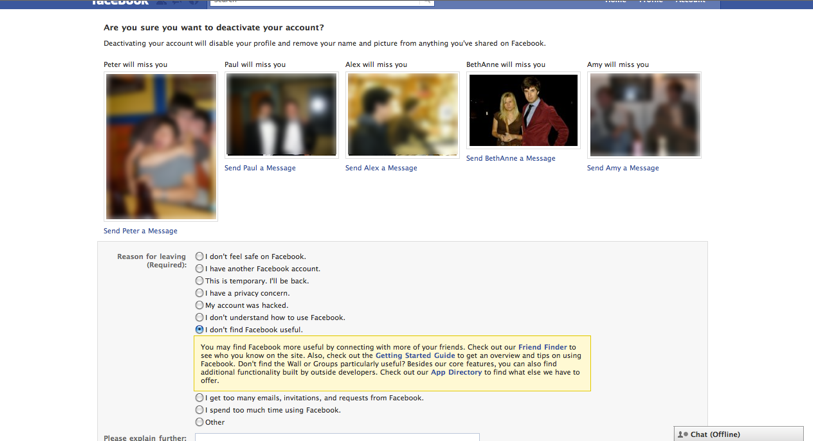 facebook
Search
Home Profile Account
Are you sure you want to deactivate your account?
Deactivating your account will disable your profile and remove your name and picture from anything you've shared on Facebook.
Peter will miss you Paul will miss you Alex will miss you BethAnne will miss you Amy will miss you
Send BethAnne a Message
Send Paul a Message Send Alex a Message Send Amy a Message
Send Peter a Message
Reason for leaving
(Required):
I don't feel safe on Facebook.
I have another Facebook account.
This is temporary. I'll be back.
I have a privacy concern.
My account was hacked.
I don't understand how to use Facebook.
I don't find Facebook useful.
You may find Facebook more useful by connecting with more of your friends. Check out our Friend Finder to
see who you know on the site. Also, check out the Getting Started Guide to get an overview and tips on using
Facebook. Don't find the Wall or Groups particularly useful? Besides our core features, you can also find
additional functionality built by outside developers. Check out our App Directory to find what else we have to
offer.
I get too many emails, invitations, and requests from Facebook.
I spend too much time using Facebook.
Other
Please explain further:
Chat (Offline)